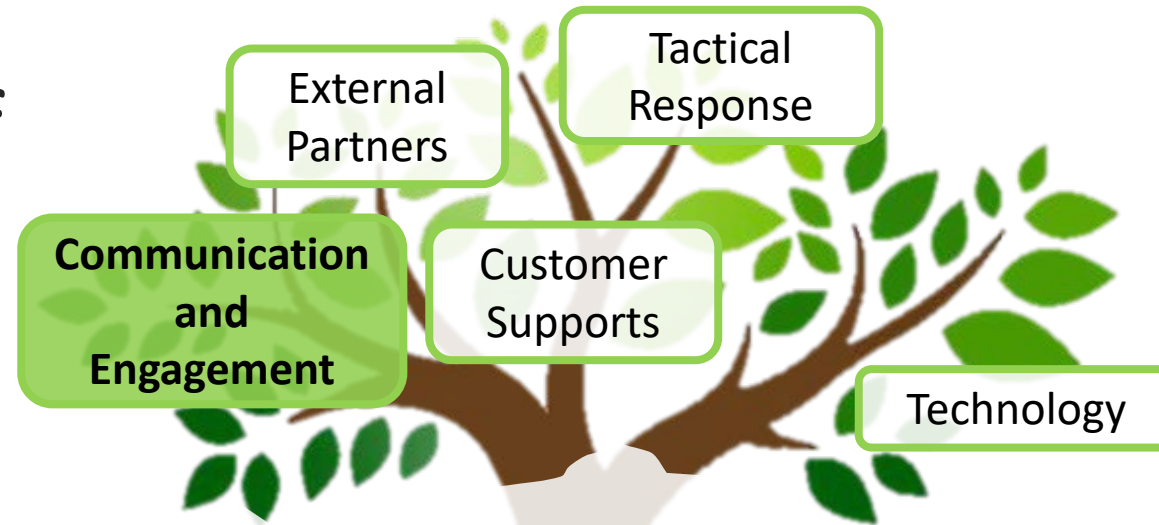 External
Partners
Tactical
Response
Communication
and
Engagement
Customer
Supports
Technology